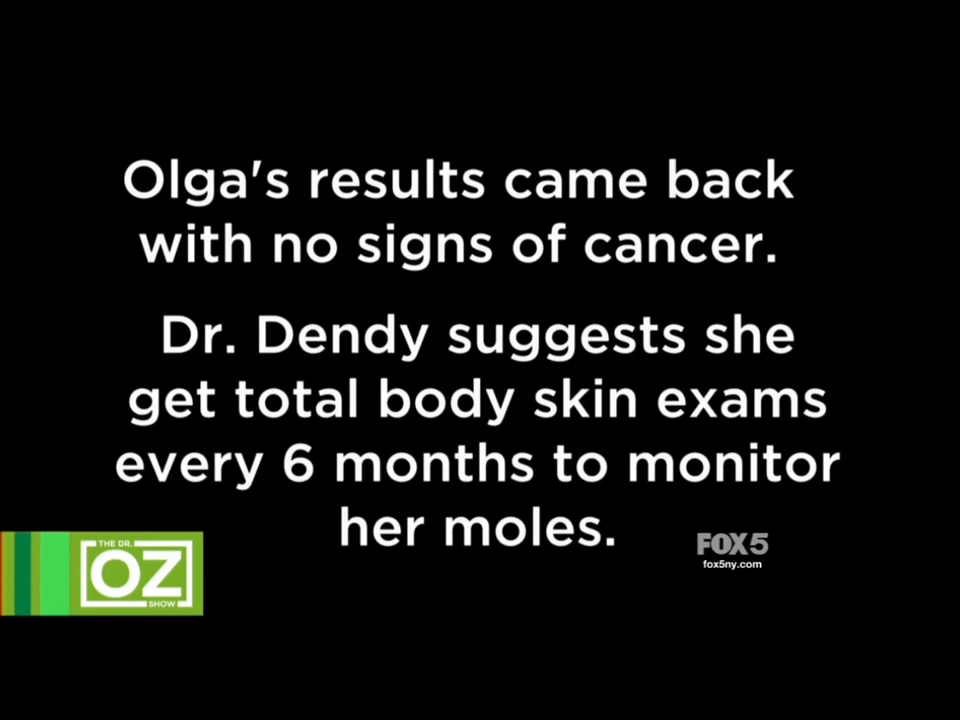 Olga's results came back
with no signs of cancer.
Dr. Dendy suggests she
get total body skin exams
every 6 months to monitor
her moles.
THE DR.
OZ
SHOW
FOX5
fox5ny.com